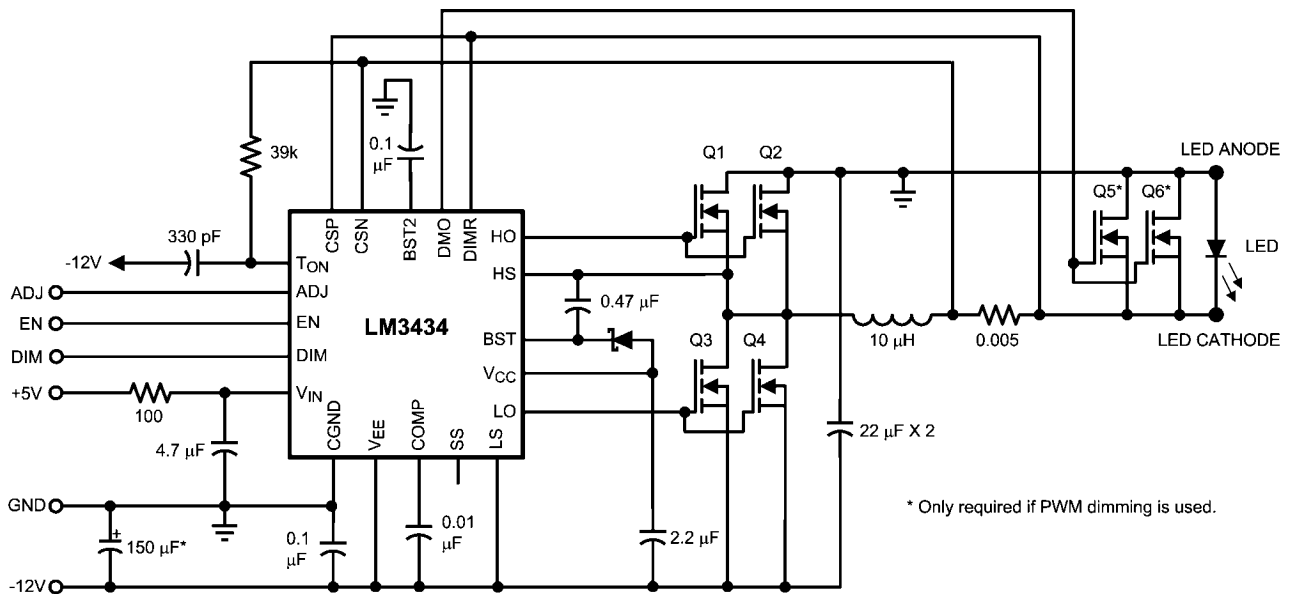 39k
0.1
µF
Q1
Q2
LED ANODE
Q5*
Q6*
330 pF
CSP
CSN
BST2
DMO
DIMR
HO
-12V
TON
HS
LED
ADJ
ADJ
0.47 µF
EN
EN
LM3434
BST
Q3
Q4
10 µH
0.005
LED CATHODE
DIM
DIM
+5V
100
VIN
VCC
LO
4.7 µF
CGND
VEE
COMP
SS
LS
22 µF X 2
GND
* Only required if PWM dimming is used.
+
150 µF*
0.1
µF
0.01
µF
2.2 µF
-12V